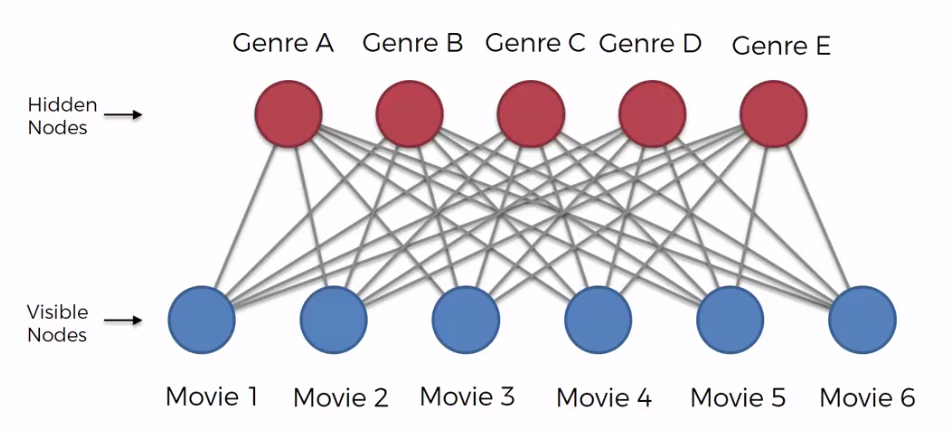 Genre A Genre B Genre C Genre D Genre E
Hidden
Nodes
Visible
Nodes
Movie 1 Movie 2 Movie 3 Movie 4 Movie 5 Movie 6